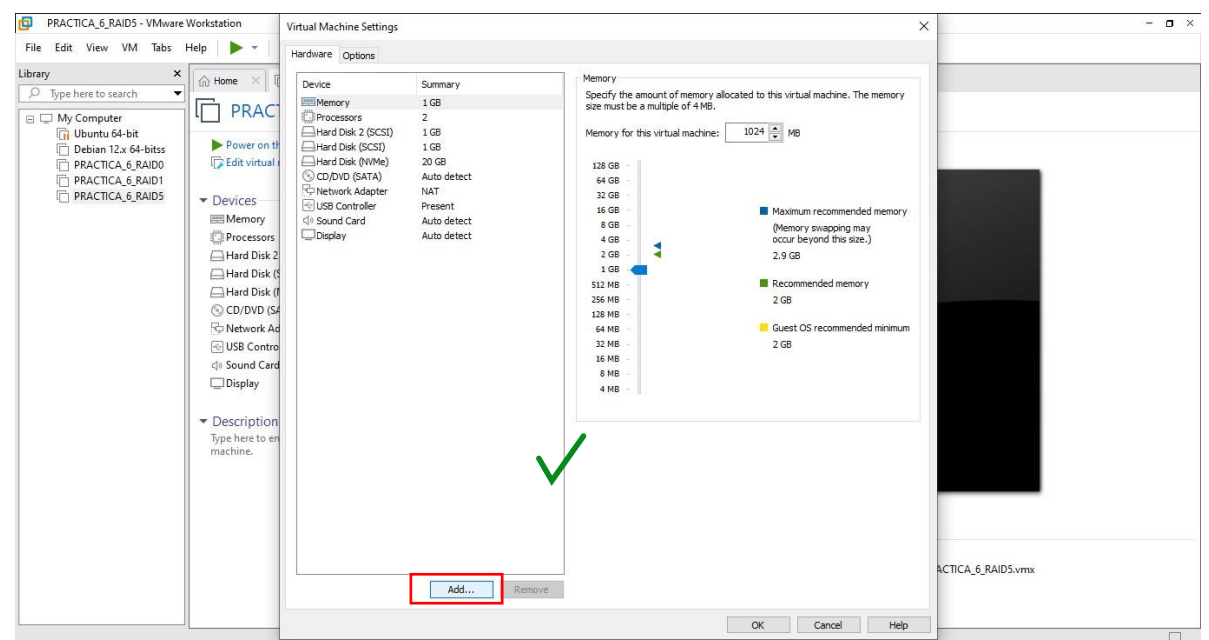 PRACTICA_6_RAID5 - VMware Workstation
File Edit View VM Tabs Help
Library
Type here to search
My Computer
Ubuntu 64-bit
Debian 12.x 64-bitss
PRACTICA_6_RAID0
PRACTICA_6_RAID1
PRACTICA_6_RAID5
Home
PRACT
Power on th
Edit virtual
Devices
Memory
Processors
Hard Disk 2
Hard Disk (S
Hard Disk (
CD/DVD (SA
Network Ad
USB Contro
Sound Card
Display
Description
Type here to en
machine.
Virtual Machine Settings
Hardware Options
Device Summary
Memory 1 GB
Processors 2
Hard Disk 2 (SCSI) 1 GB
Hard Disk (SCSI) 1 GB
Hard Disk (NVMe) 20 GB
CD/DVD (SATA) Auto detect
Network Adapter NAT
USB Controller Present
Sound Card Auto detect
Display Auto detect
Add... Remove
Memory
Specify the amount of memory allocated to this virtual machine. The memory
size must be a multiple of 4 MB.
Memory for this virtual machine: 1024 MB
128 GB
64 GB
32 GB
16 GB
8 GB
4 GB
2 GB
1 GB
512 MB
256 MB
128 MB
64 MB
32 MB
16 MB
8 MB
4 MB
Maximum recommended memory
(Memory swapping may
occur beyond this size.)
2.9 GB
Recommended memory
2 GB
Guest OS recommended minimum
2 GB
OK Cancel Help
ACTICA_6_RAID5.vmx